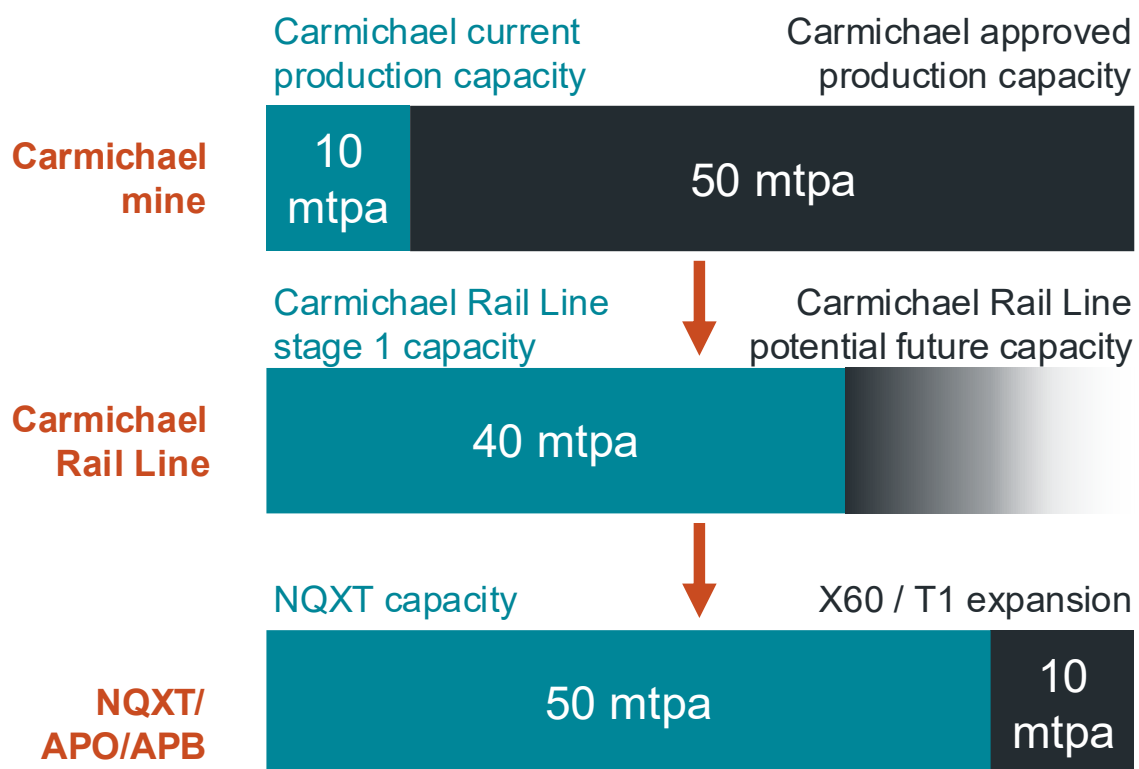 Carmichael current
production capacity
Carmichael approved
production capacity
Carmichael
mine
10
mtpa
50 mtpa
Carmichael Rail Line
stage 1 capacity
Carmichael Rail Line
potential future capacity
Carmichael
Rail Line
40 mtpa
NQXT capacity
X60 / T1 expansion
NQXT/
APO/APB
50 mtpa
10
mtpa